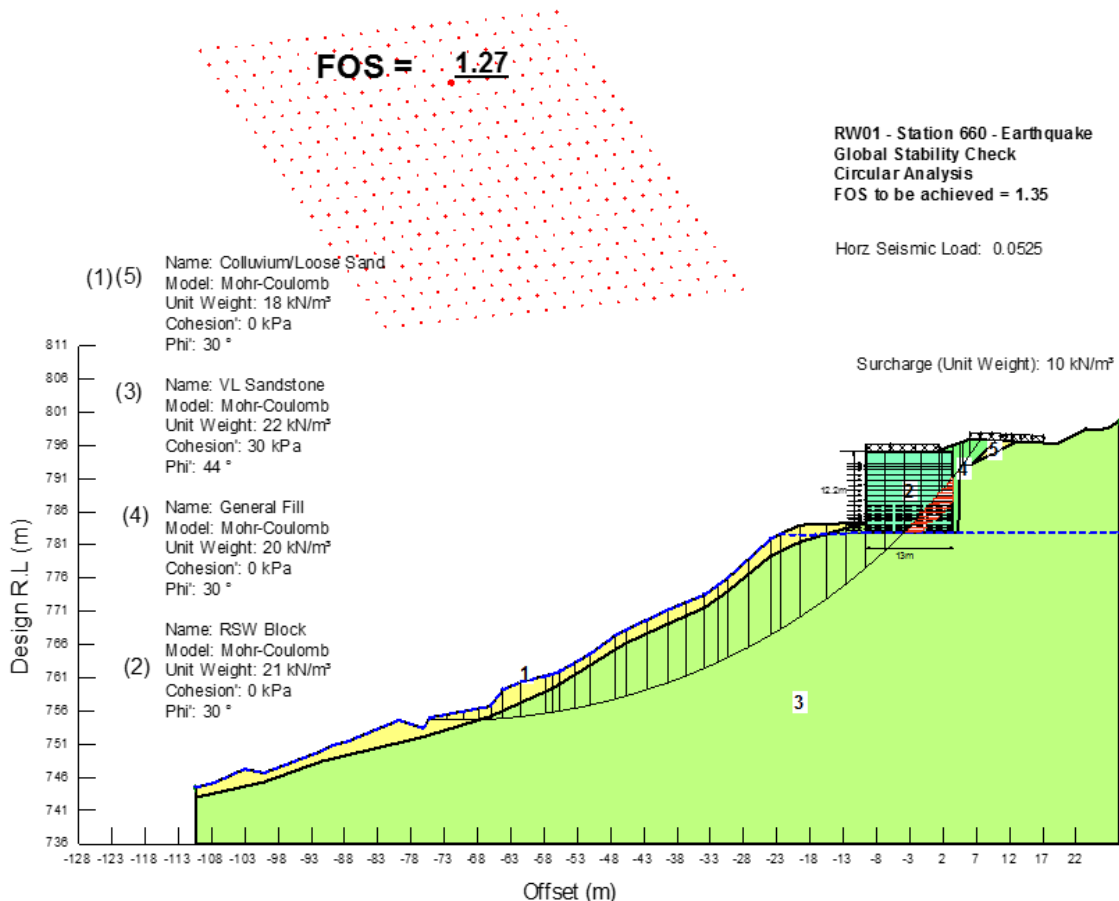 FOS = 1.27
RW01 - Station 660 - Earthquake
Global Stability Check
Circular Analysis
FOS to be achieved = 1.35
Horz Seismic Load: 0.0525
(1) (5)
Name: Colluvium/Loose Sand
Model: Mohr-Coulomb
Unit Weight: 18 kN/m³
Cohesion': 0 kPa
Phi': 30 °
(3)
Name: VL Sandstone
Model: Mohr-Coulomb
Unit Weight: 22 kN/m³
Cohesion': 30 kPa
Phi': 44 °
(4)
Name: General Fill
Model: Mohr-Coulomb
Unit Weight: 20 kN/m³
Cohesion': 0 kPa
Phi': 30 °
(2)
Name: RSW Block
Model: Mohr-Coulomb
Unit Weight: 21 kN/m³
Cohesion': 0 kPa
Phi': 30 °
Surcharge (Unit Weight): 10 kN/m³
811
806
801
796
791
786
781
776
771
766
761
756
751
746
741
736
Design R.L (m)
12.2m
13m
1
2
3
4
5
-128 -123 -118 -113 -108 -103 -98 -93 -88 -83 -78 -73 -68 -63 -58 -53 -48 -43 -38 -33 -28 -23 -18 -13 -8 -3 2 7 12 17 22
Offset (m)